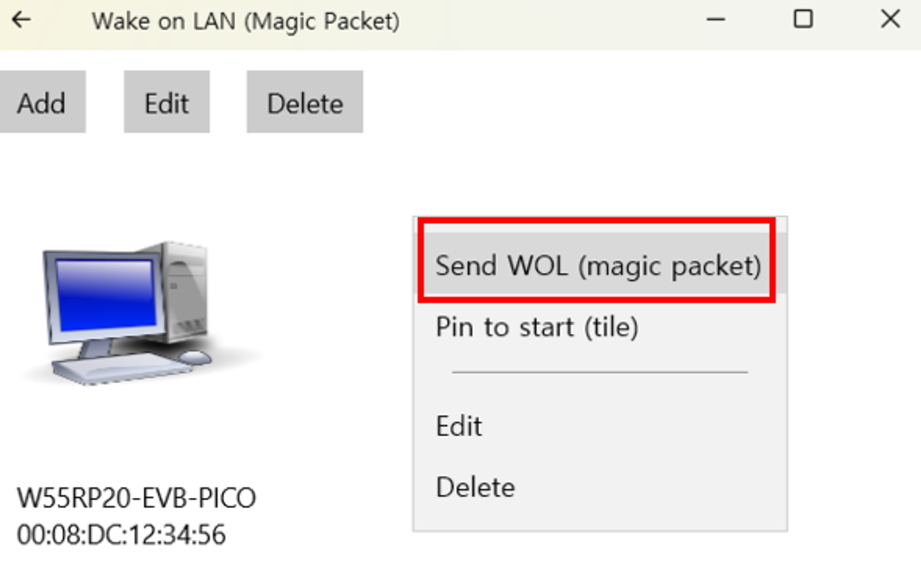 Wake on LAN (Magic Packet)
Add
Edit
Delete
Send WOL (magic packet)
Pin to start (tile)
Edit
Delete
W55RP20-EVB-PICO
00:08:DC:12:34:56